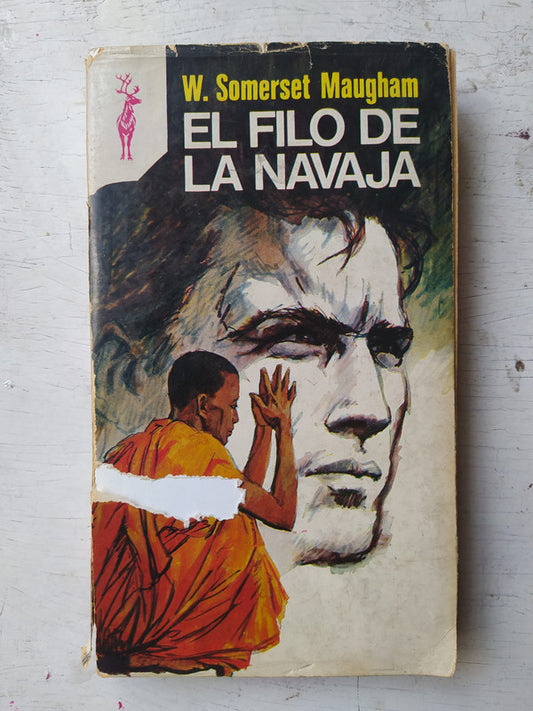 W. Somerset Maugham
EL FILO DE
LA NAVAJA